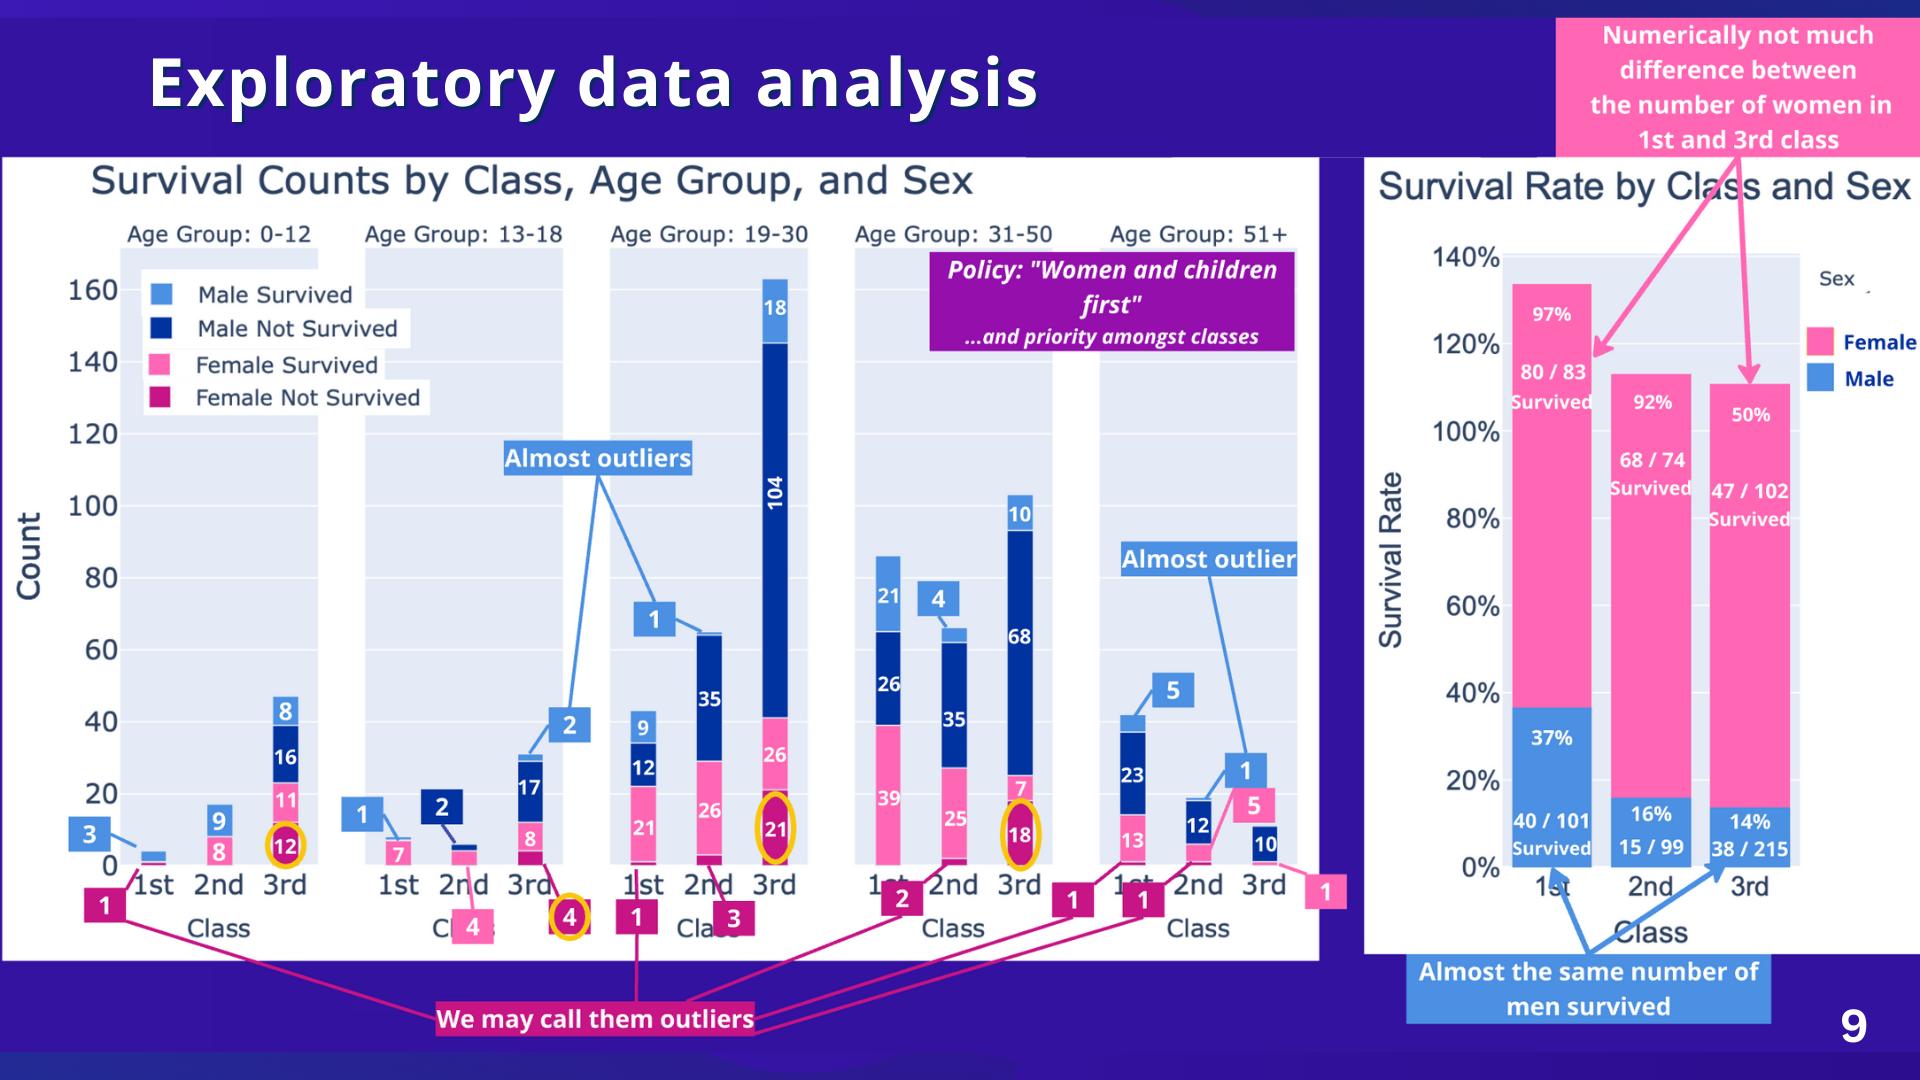 Exploratory data analysis
Numerically not much
difference between
the number of women in
1st and 3rd class
Survival Counts by Class, Age Group, and Sex
Age Group: 0-12
Age Group: 13-18
Age Group: 19-30
Age Group: 31-50
Age Group: 51+
Male Survived
Male Not Survived
Female Survived
Female Not Survived
Policy: "Women and children
first"
...and priority amongst classes
Almost outliers
Almost outlier
Count
160
140
120
100
80
60
40
20
0
3
1
9
8
8
16
11
12
1st 2nd 3rd
Class
1
7
2
4
2
17
8
4
1st 2nd 3rd
9
12
21
1
1
35
26
3
18
104
26
21
1st 2nd 3rd
21
26
39
4
35
25
2
10
68
7
18
2nd 3rd
Class
5
23
13
1
1
12
5
1
10
1
1st 2nd 3rd
Class
We may call them outliers
Survival Rate by Class and Sex
Survival Rate
140%
120%
100%
80%
60%
40%
20%
0%
Sex
Female
Male
97%
80 / 83
Survived
37%
40 / 101
Survived
92%
68 / 74
Survived
16%
15 / 99
50%
47 / 102
Survived
14%
38 / 215
1st 2nd 3rd
Class
Almost the same number of
men survived
9